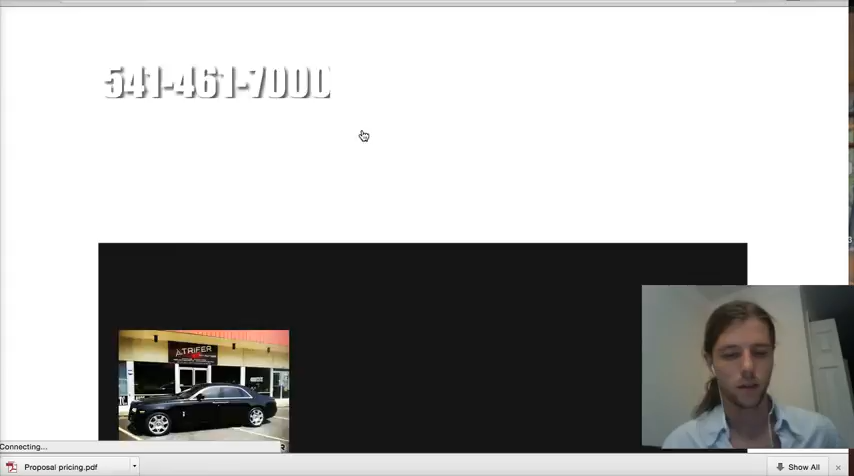 541-461-7000
ATRIFER
Connecting...
Proposal pricing.pdf
Show All